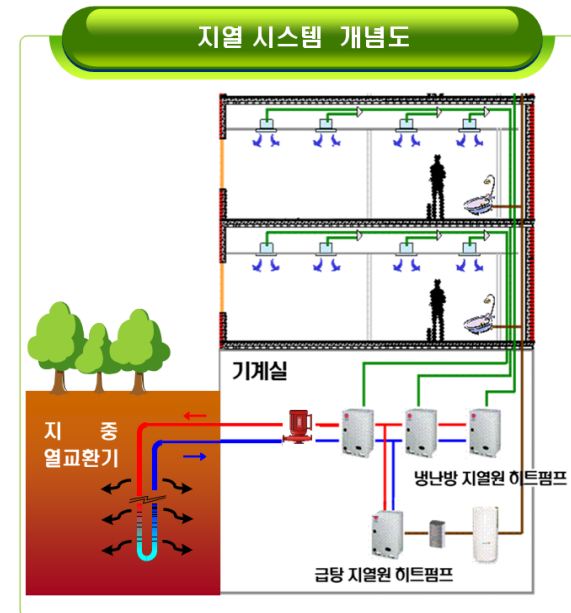 지열 시스템 개념도
기계실
지 중
열교환기
냉난방 지열원 히트펌프
급탕 지열원 히트펌프